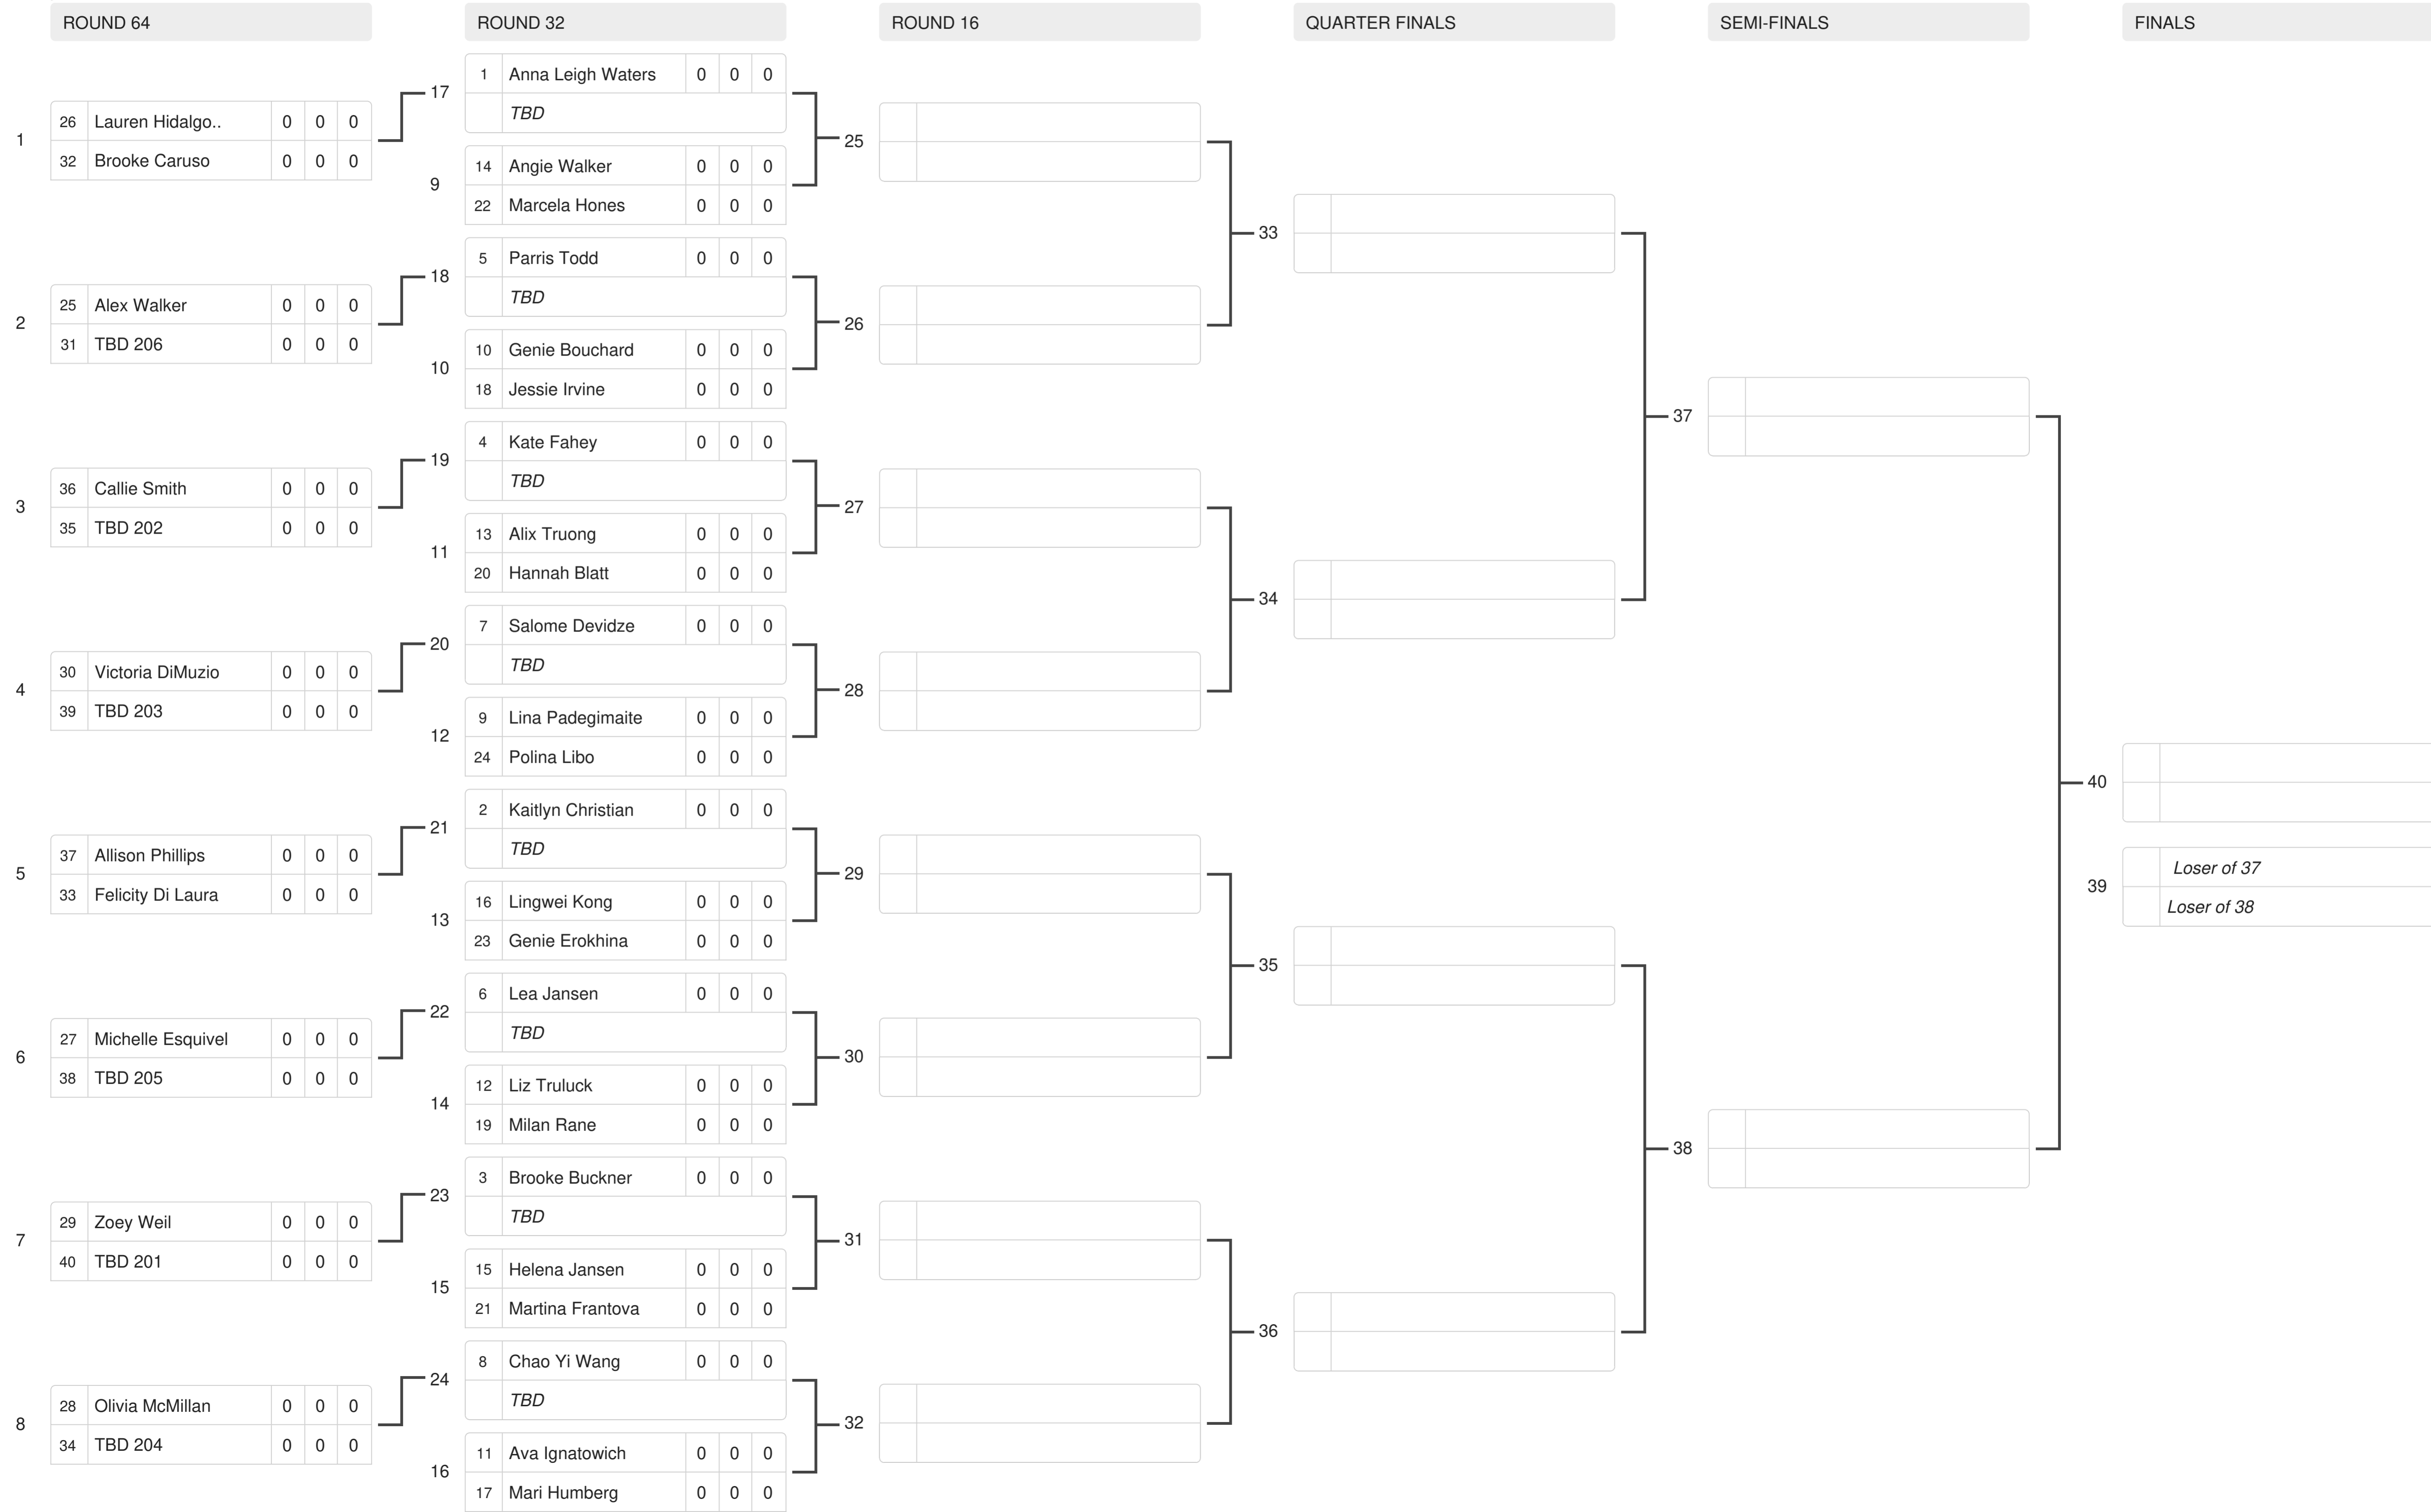 ROUND 64
1
26 Lauren Hidalgo.. 0 0 0
32 Brooke Caruso 0 0 0
2
25 Alex Walker 0 0 0
31 TBD 206 0 0 0
3
36 Callie Smith 0 0 0
35 TBD 202 0 0 0
4
30 Victoria DiMuzio 0 0 0
39 TBD 203 0 0 0
5
37 Allison Phillips 0 0 0
33 Felicity Di Laura 0 0 0
6
27 Michelle Esquivel 0 0 0
38 TBD 205 0 0 0
7
29 Zoey Weil 0 0 0
40 TBD 201 0 0 0
8
28 Olivia McMillan 0 0 0
34 TBD 204 0 0 0
ROUND 32
17
1 Anna Leigh Waters 0 0 0
TBD
9
14 Angie Walker 0 0 0
22 Marcela Hones 0 0 0
18
5 Parris Todd 0 0 0
TBD
10
10 Genie Bouchard 0 0 0
18 Jessie Irvine 0 0 0
19
4 Kate Fahey 0 0 0
TBD
11
13 Alix Truong 0 0 0
20 Hannah Blatt 0 0 0
20
7 Salome Devidze 0 0 0
TBD
12
9 Lina Padegimaite 0 0 0
24 Polina Libo 0 0 0
21
2 Kaitlyn Christian 0 0 0
TBD
13
16 Lingwei Kong 0 0 0
23 Genie Erokhina 0 0 0
22
6 Lea Jansen 0 0 0
TBD
14
12 Liz Truluck 0 0 0
19 Milan Rane 0 0 0
23
3 Brooke Buckner 0 0 0
TBD
15
15 Helena Jansen 0 0 0
21 Martina Frantova 0 0 0
24
8 Chao Yi Wang 0 0 0
TBD
16
11 Ava Ignatowich 0 0 0
17 Mari Humberg 0 0 0
ROUND 16
25
26
27
28
29
30
31
32
QUARTER FINALS
33
34
35
36
SEMI-FINALS
37
38
FINALS
40
39
Loser of 37
Loser of 38